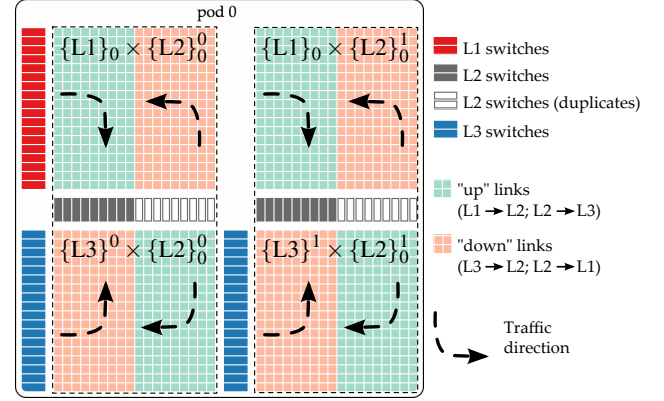 pod 0
{L1}₀ × {L2}₀⁰
{L1}₀ × {L2}₀¹
{L3}⁰ × {L2}₀⁰
{L3}¹ × {L2}₀¹
L1 switches
L2 switches
L2 switches (duplicates)
L3 switches
"up" links
(L1 → L2; L2 → L3)
"down" links
(L3 → L2; L2 → L1)
Traffic
direction